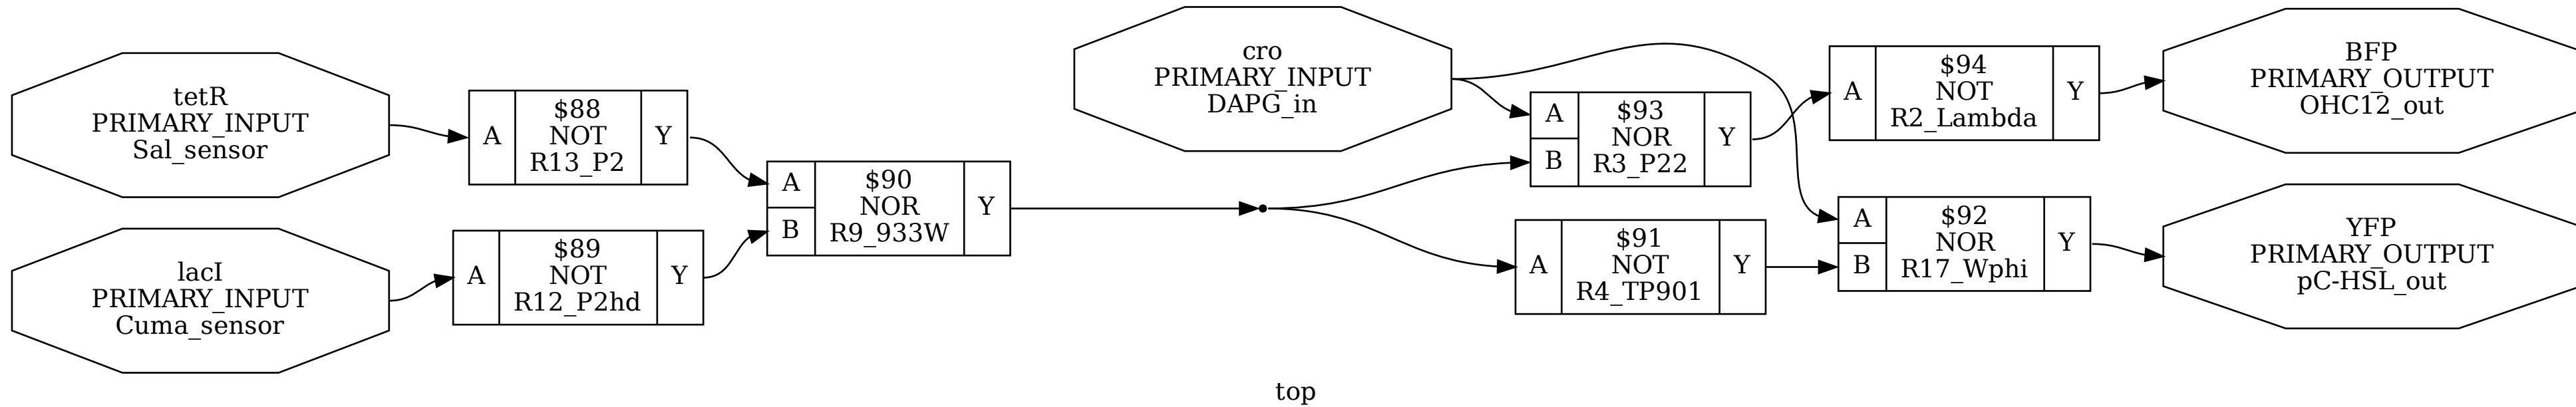 tetR
PRIMARY_INPUT
Sal_sensor
lacI
PRIMARY_INPUT
Cuma_sensor
A
$88
NOT
R13_P2
Y
A
$89
NOT
R12_P2hd
Y
A
B
$90
NOR
R9_933W
Y
cro
PRIMARY_INPUT
DAPG_in
A
B
$93
NOR
R3_P22
Y
A
$91
NOT
R4_TP901
Y
A
$94
NOT
R2_Lambda
Y
A
B
$92
NOR
R17_Wphi
Y
BFP
PRIMARY_OUTPUT
OHC12_out
YFP
PRIMARY_OUTPUT
pC-HSL_out
top